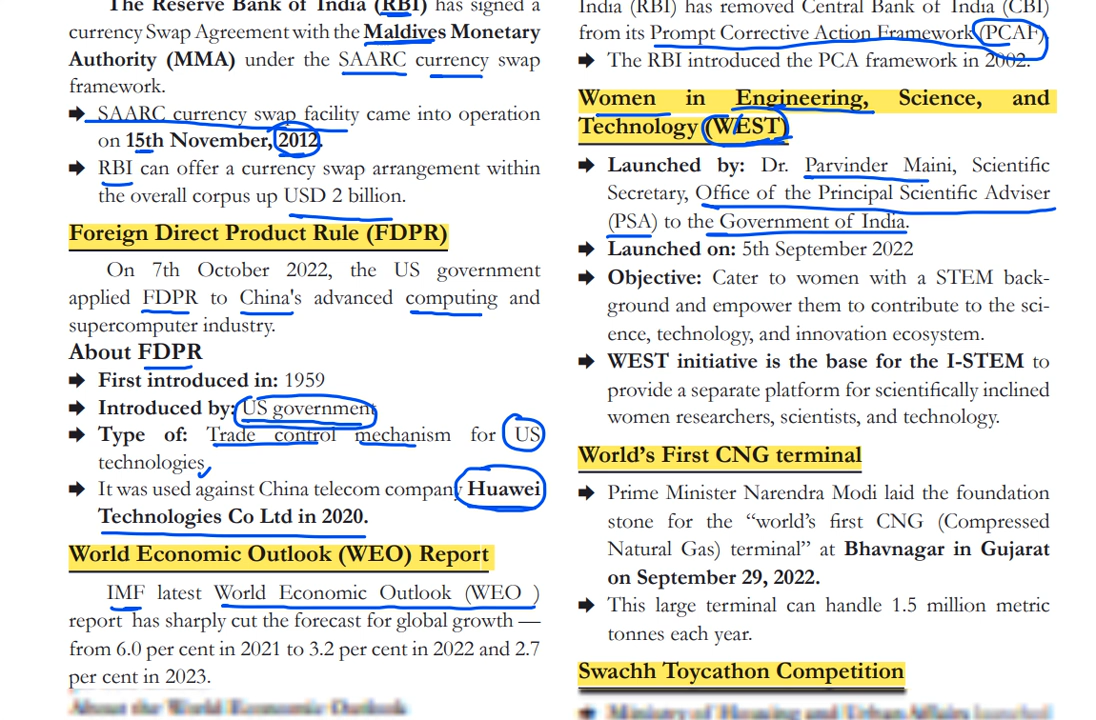 The Reserve Bank of India (RBI) has signed a
currency Swap Agreement with the Maldives Monetary
Authority (MMA) under the SAARC currency swap
framework.
➡ SAARC currency swap facility came into operation
on 15th November, 2012.
➡ RBI can offer a currency swap arrangement within
the overall corpus up USD 2 billion.
Foreign Direct Product Rule (FDPR)
On 7th October 2022, the US government
applied FDPR to China's advanced computing and
supercomputer industry.
About FDPR
➡ First introduced in: 1959
➡ Introduced by: US government
➡ Type of: Trade control mechanism for US
technologies
➡ It was used against China telecom company Huawei
Technologies Co Ltd in 2020.
World Economic Outlook (WEO) Report
IMF latest World Economic Outlook (WEO )
report has sharply cut the forecast for global growth —
from 6.0 per cent in 2021 to 3.2 per cent in 2022 and 2.7
per cent in 2023.
About the World Economic Outlook
India (RBI) has removed Central Bank of India (CBI)
from its Prompt Corrective Action Framework (PCAF).
➡ The RBI introduced the PCA framework in 2002.
Women in Engineering, Science, and
Technology (WEST)
➡ Launched by: Dr. Parvinder Maini, Scientific
Secretary, Office of the Principal Scientific Adviser
(PSA) to the Government of India.
➡ Launched on: 5th September 2022
➡ Objective: Cater to women with a STEM back-
ground and empower them to contribute to the sci-
ence, technology, and innovation ecosystem.
➡ WEST initiative is the base for the I-STEM to
provide a separate platform for scientifically inclined
women researchers, scientists, and technology.
World’s First CNG terminal
➡ Prime Minister Narendra Modi laid the foundation
stone for the “world’s first CNG (Compressed
Natural Gas) terminal” at Bhavnagar in Gujarat
on September 29, 2022.
➡ This large terminal can handle 1.5 million metric
tonnes each year.
Swachh Toycathon Competition
➡ Ministry of Housing and Urban Affairs launched